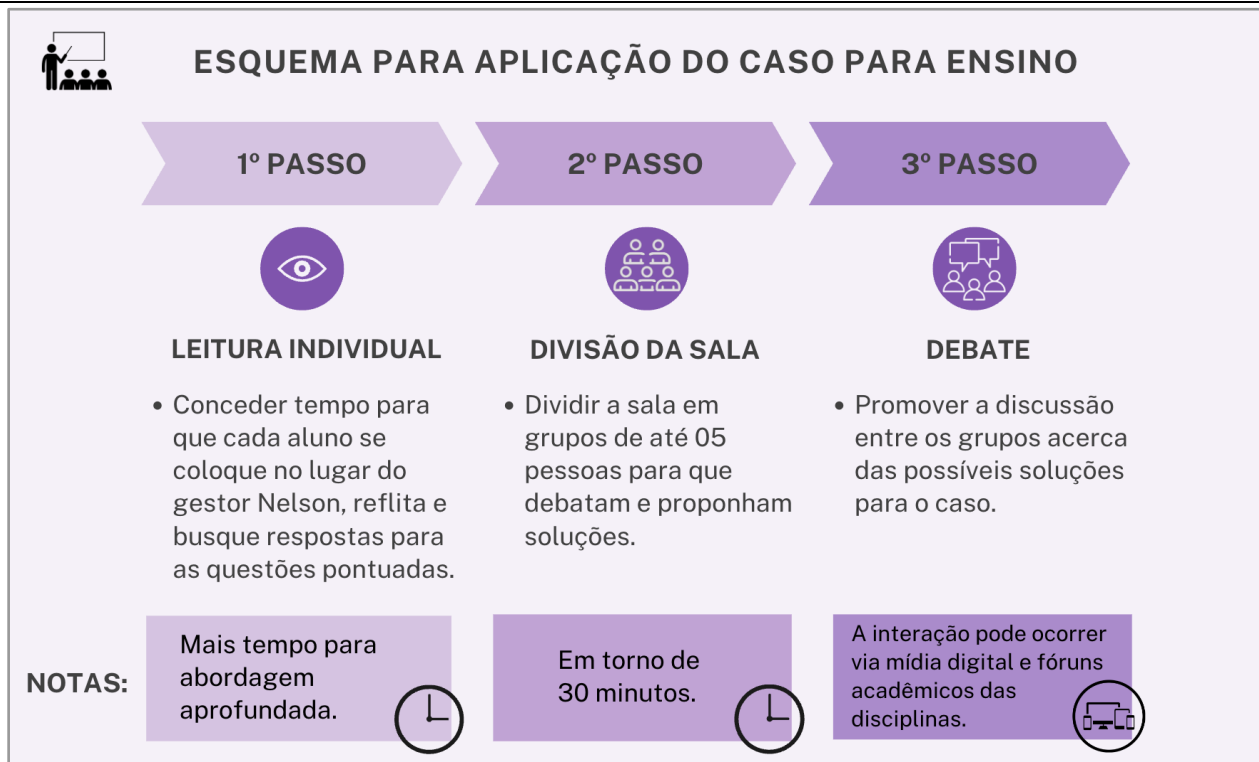 ESQUEMA PARA APLICAÇÃO DO CASO PARA ENSINO
1º PASSO
2º PASSO
3º PASSO
LEITURA INDIVIDUAL
• Conceder tempo para
que cada aluno se
coloque no lugar do
gestor Nelson, reflita e
busque respostas para
as questões pontuadas.
DIVISÃO DA SALA
• Dividir a sala em
grupos de até 05
pessoas para que
debatam e proponham
soluções.
DEBATE
• Promover a discussão
entre os grupos acerca
das possíveis soluções
para o caso.
NOTAS:
Mais tempo para
abordagem
aprofundada.
Em torno de
30 minutos.
A interação pode ocorrer
via mídia digital e fóruns
acadêmicos das
disciplinas.